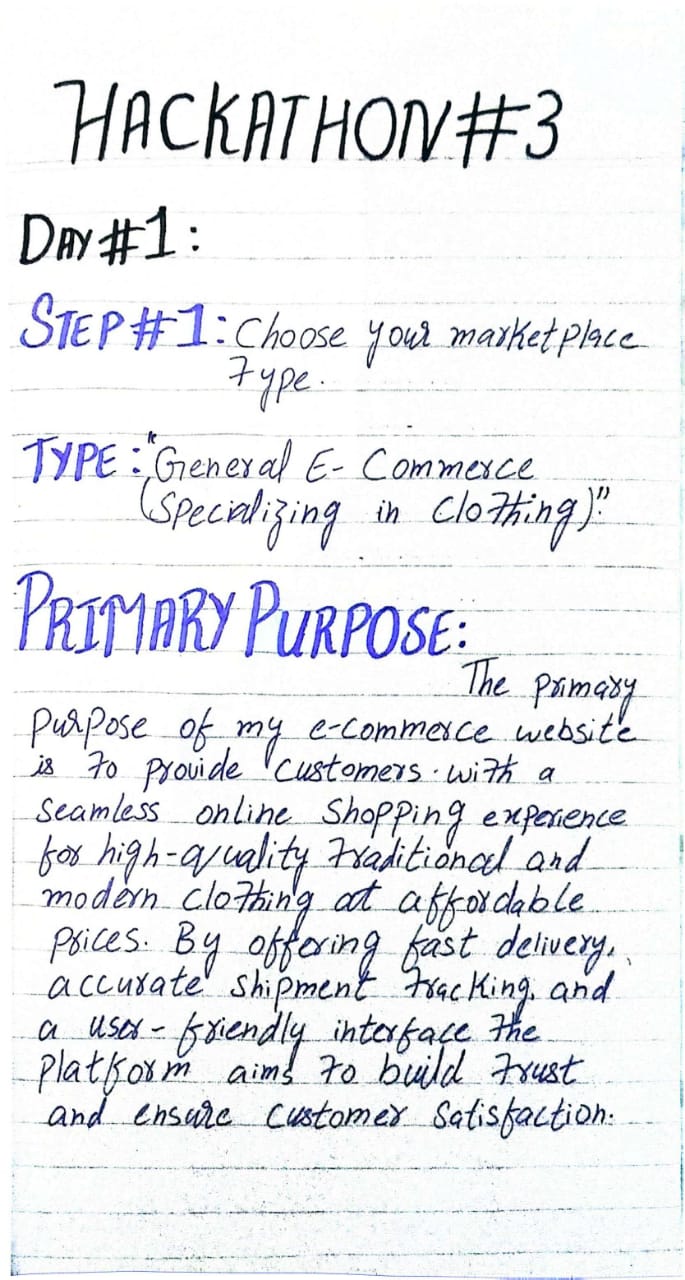 HACKATHON#3
DAY#1:
STEP#1: Choose your marketplace
Type.
TYPE: "General E-Commerce
(Specializing in Clothing)"
PRIMARY PURPOSE:
The primary
purpose of my e-commerce website
is to provide customers with a
seamless online shopping experience
for high-quality traditional and
modern clothing at affordable
prices. By offering fast delivery,
accurate shipment tracking, and
a user-friendly interface the
platform aims to build trust
and ensure customer satisfaction.